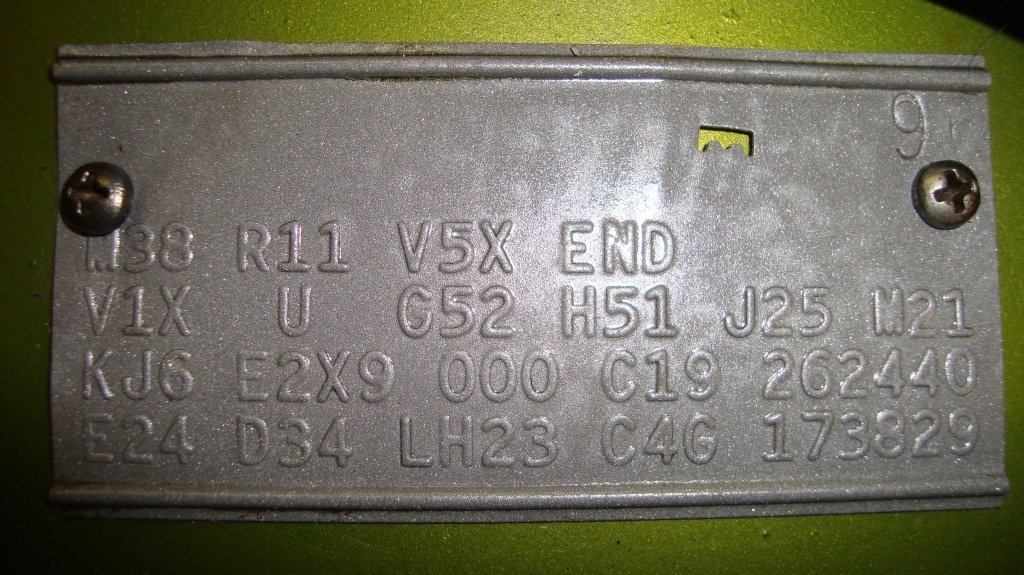 9
M38 R11 V5X END
V1X U G52 H51 J25 M21
KJ6 E2X9 000 C19 262440
E24 D34 LH23 C4G 173829